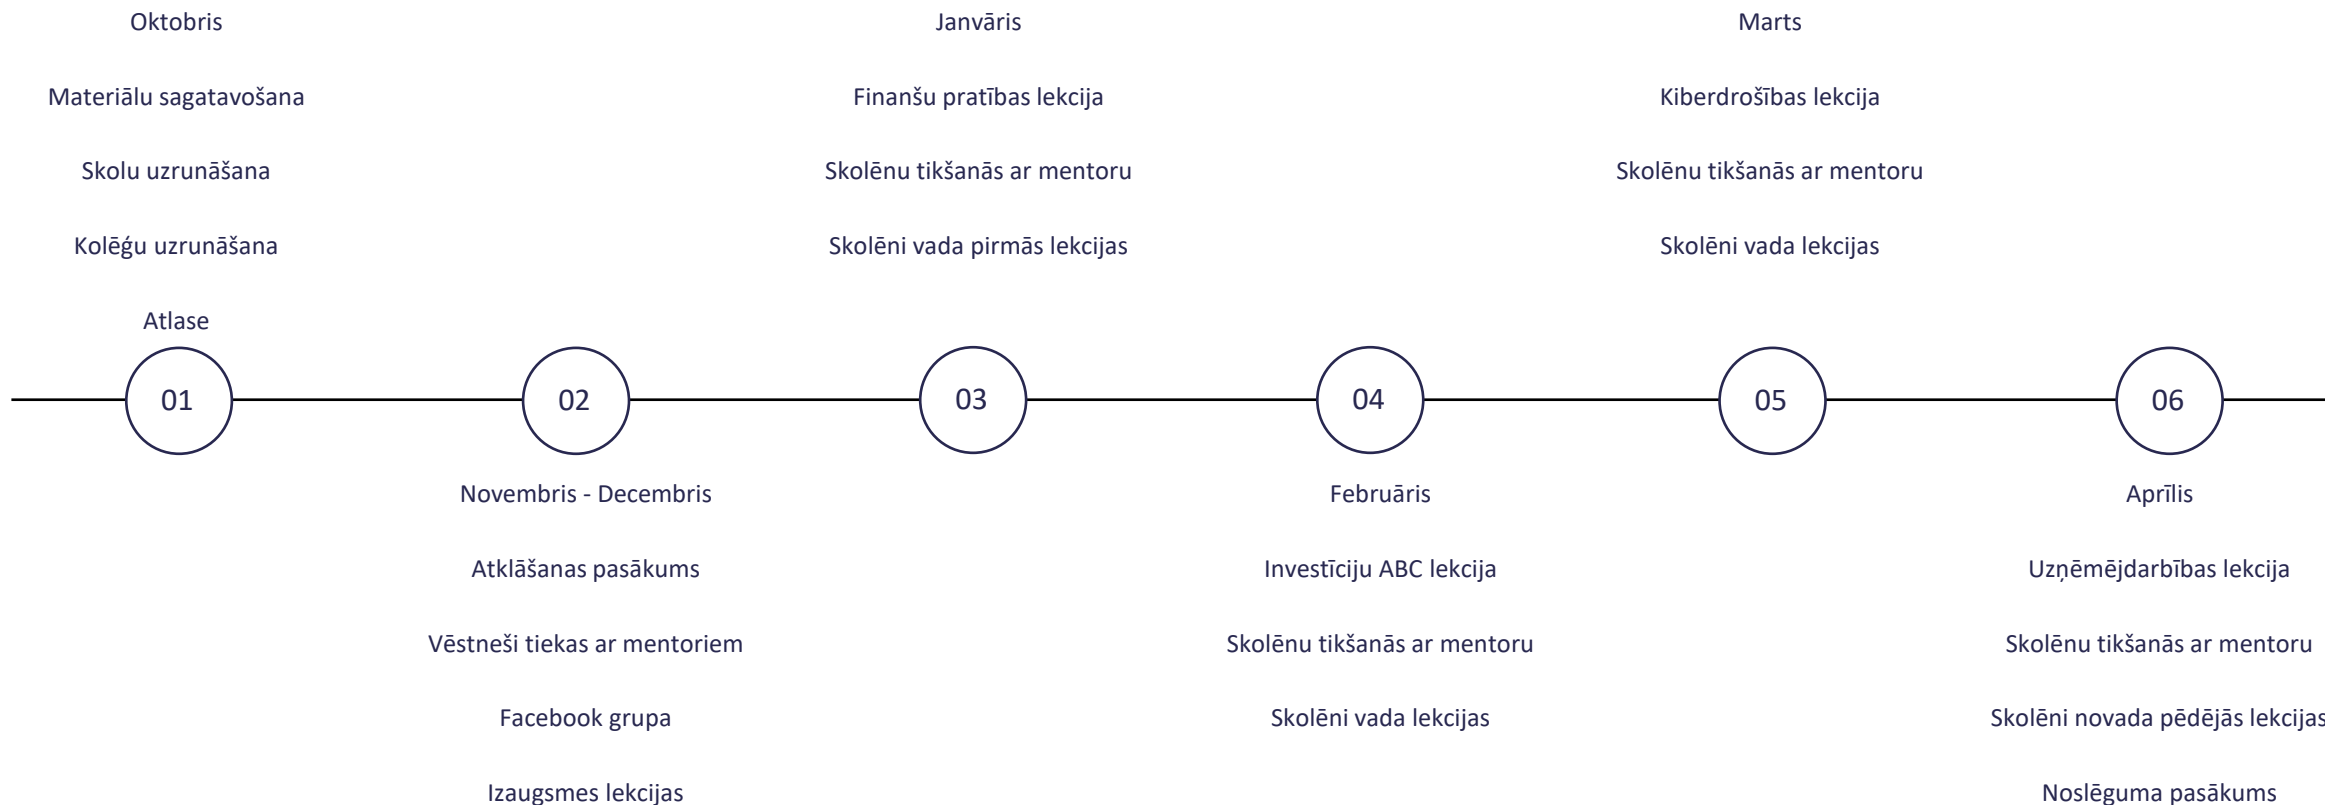 Oktobris
Materiālu sagatavošana
Skolu uzrunāšana
Kolēģu uzrunāšana
Atlase
01
Novembris - Decembris
Atklāšanas pasākums
Vēstneši tiekas ar mentoriem
Facebook grupa
Izaugsmes lekcijas
02
Janvāris
Finanšu pratības lekcija
Skolēnu tikšanās ar mentoru
Skolēni vada pirmās lekcijas
03
Februāris
Investīciju ABC lekcija
Skolēnu tikšanās ar mentoru
Skolēni vada lekcijas
04
Marts
Kiberdrošības lekcija
Skolēnu tikšanās ar mentoru
Skolēni vada lekcijas
05
Aprīlis
Uzņēmējdarbības lekcija
Skolēnu tikšanās ar mentoru
Skolēni novada pēdējās lekcijas
Noslēguma pasākums
06